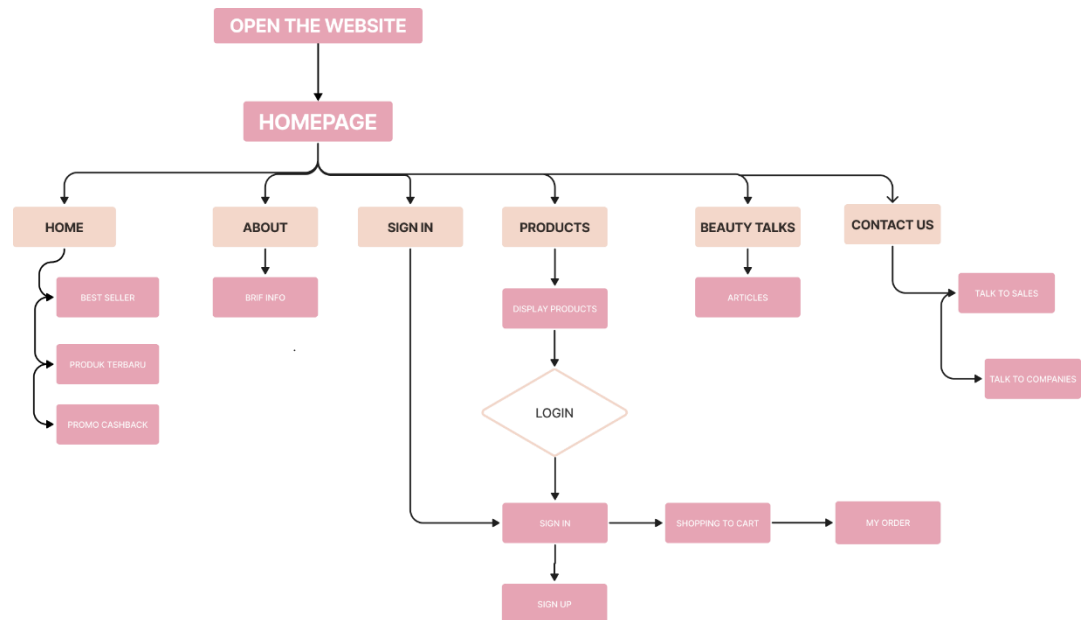 OPEN THE WEBSITE
HOMEPAGE
HOME
ABOUT
SIGN IN
PRODUCTS
BEAUTY TALKS
CONTACT US
BEST SELLER
BRIF INFO
DISPLAY PRODUCTS
ARTICLES
TALK TO SALES
PRODUK TERBARU
TALK TO COMPANIES
PROMO CASHBACK
LOGIN
SIGN IN
SHOPPING TO CART
MY ORDER
SIGN UP